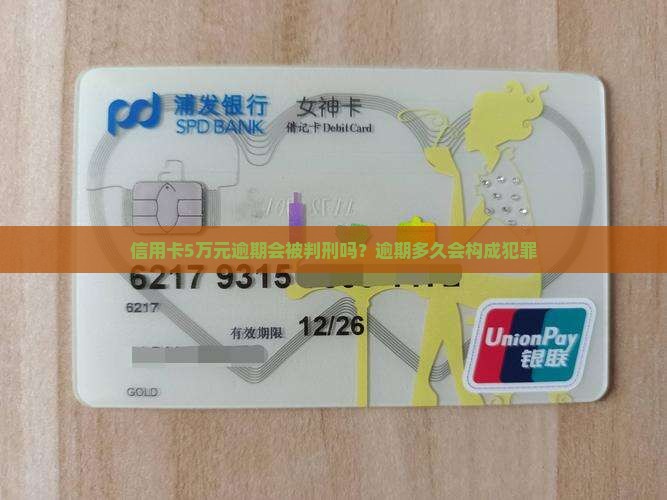 浦发银行 女神卡
SPD BANK 借记卡 Debit Card
信用卡5万元逾期会被判刑吗？逾期多久会构成犯罪
6217 9315
6217
有效期限 12/26
GOLD
UnionPay
银联